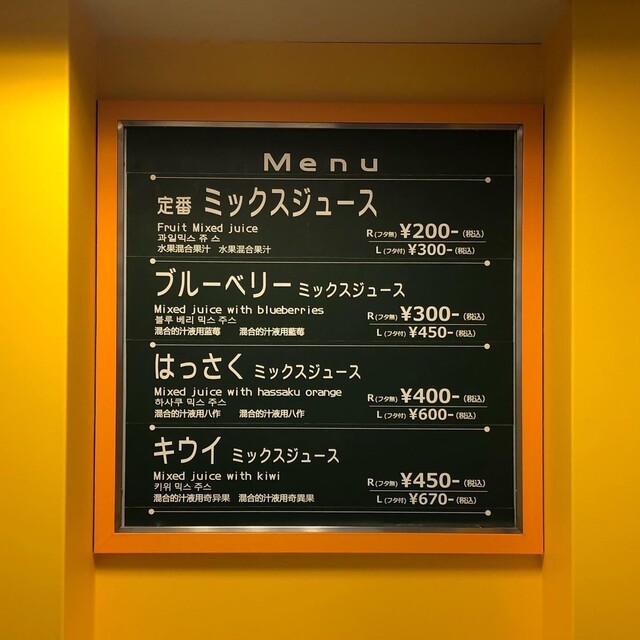 Menu
定番 ミックスジュース
Fruit Mixed juice
과일믹스 쥬 스
水果混合果汁 水果混合果汁
R(フタ無) ¥200-(税込)
L(フタ付) ¥300-(税込)
ブルーベリー ミックスジュース
Mixed juice with blueberries
블루 베리 믹스 주스
混合的汁液用蓝莓 混合的汁液用藍莓
R(フタ無) ¥300-(税込)
L(フタ付) ¥450-(税込)
はっさく ミックスジュース
Mixed juice with hassaku orange
하사쿠 믹스 주스
混合的汁液用八作 混合的汁液用八作
R(フタ無) ¥400-(税込)
L(フタ付) ¥600-(税込)
キウイ ミックスジュース
Mixed juice with kiwi
키위 믹스 주스
混合的汁液用奇异果 混合的汁液用奇異果
R(フタ無) ¥450-(税込)
L(フタ付) ¥670-(税込)